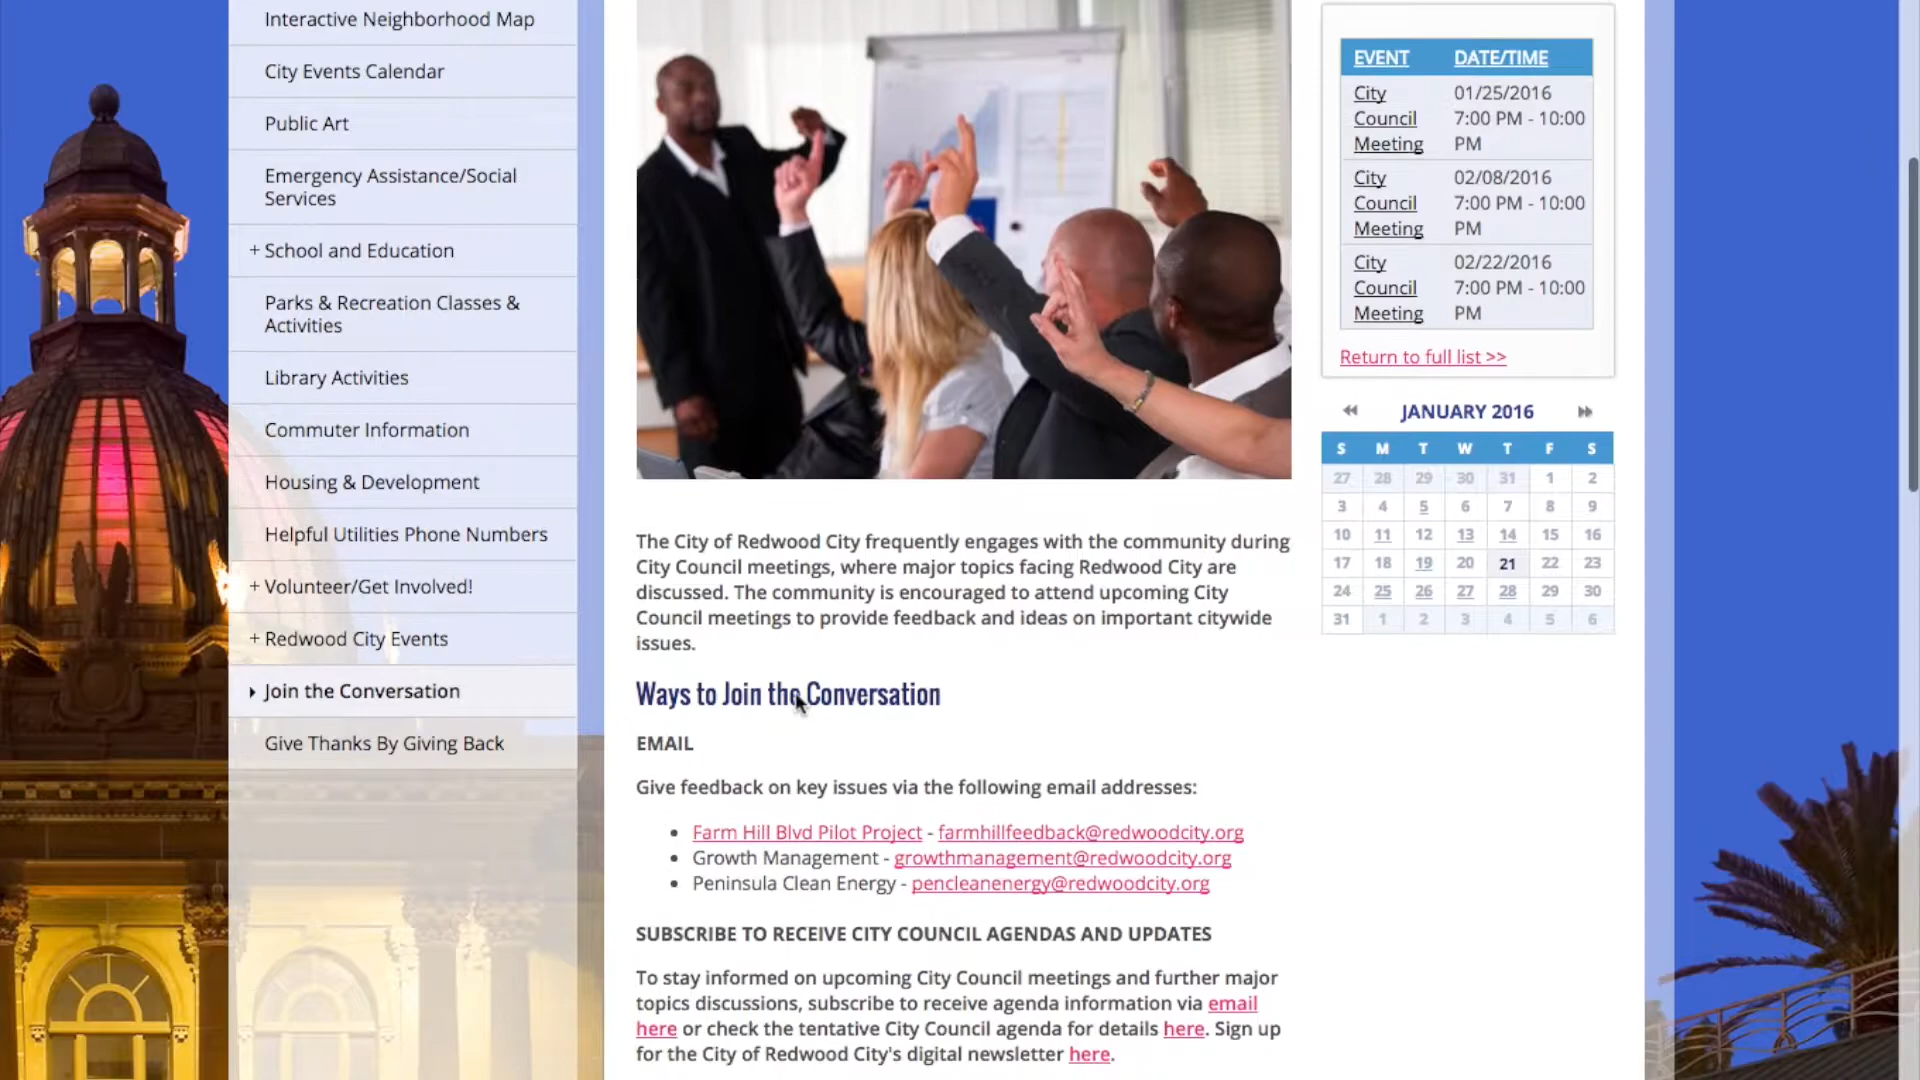 Interactive Neighborhood Map
City Events Calendar
Public Art
Emergency Assistance/Social
Services
+ School and Education
Parks & Recreation Classes &
Activities
Library Activities
Commuter Information
Housing & Development
Helpful Utilities Phone Numbers
+ Volunteer/Get Involved!
+ Redwood City Events
Join the Conversation
Give Thanks By Giving Back
The City of Redwood City frequently engages with the community during
City Council meetings, where major topics facing Redwood City are
discussed. The community is encouraged to attend upcoming City
Council meetings to provide feedback and ideas on important citywide
issues.
Ways to Join the Conversation
EMAIL
Give feedback on key issues via the following email addresses:
• Farm Hill Blvd Pilot Project - farmhillfeedback@redwoodcity.org
• Growth Management - growthmanagement@redwoodcity.org
• Peninsula Clean Energy - pencleanenergy@redwoodcity.org
SUBSCRIBE TO RECEIVE CITY COUNCIL AGENDAS AND UPDATES
To stay informed on upcoming City Council meetings and further major
topics discussions, subscribe to receive agenda information via email
here or check the tentative City Council agenda for details here. Sign up
for the City of Redwood City's digital newsletter here.
EVENT DATE/TIME
City 01/25/2016
Council 7:00 PM - 10:00
Meeting PM
City 02/08/2016
Council 7:00 PM - 10:00
Meeting PM
City 02/22/2016
Council 7:00 PM - 10:00
Meeting PM
Return to full list >>
JANUARY 2016
S M T W T F S
27 28 29 30 31 1 2
3 4 5 6 7 8 9
10 11 12 13 14 15 16
17 18 19 20 21 22 23
24 25 26 27 28 29 30
31 1 2 3 4 5 6